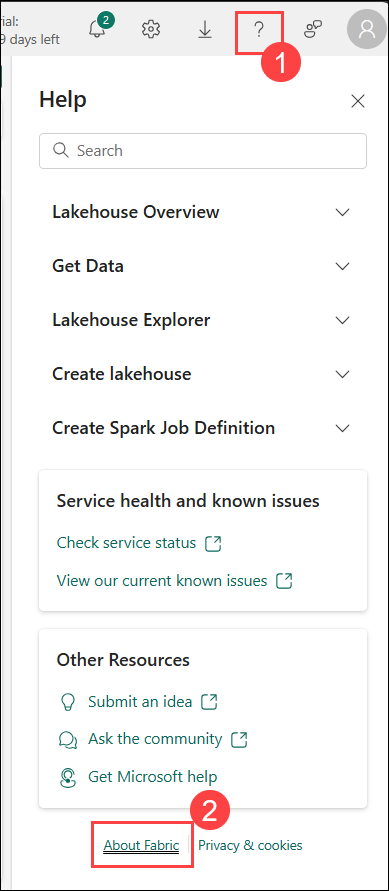 rial:
2
9 days left
?
1
Help
Search
Lakehouse Overview
Get Data
Lakehouse Explorer
Create lakehouse
Create Spark Job Definition
Service health and known issues
Check service status
View our current known issues
Other Resources
Submit an idea
Ask the community
Get Microsoft help
2
About Fabric Privacy & cookies